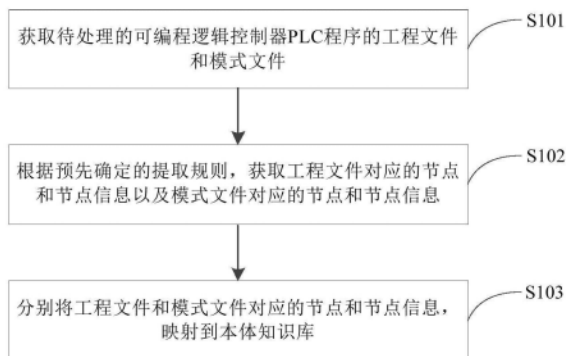 获取待处理的可编程逻辑控制器PLC程序的工程文件
和模式文件
S101
根据预先确定的提取规则，获取工程文件对应的节点
和节点信息以及模式文件对应的节点和节点信息
S102
分别将工程文件和模式文件对应的节点和节点信息，
映射到本体知识库
S103